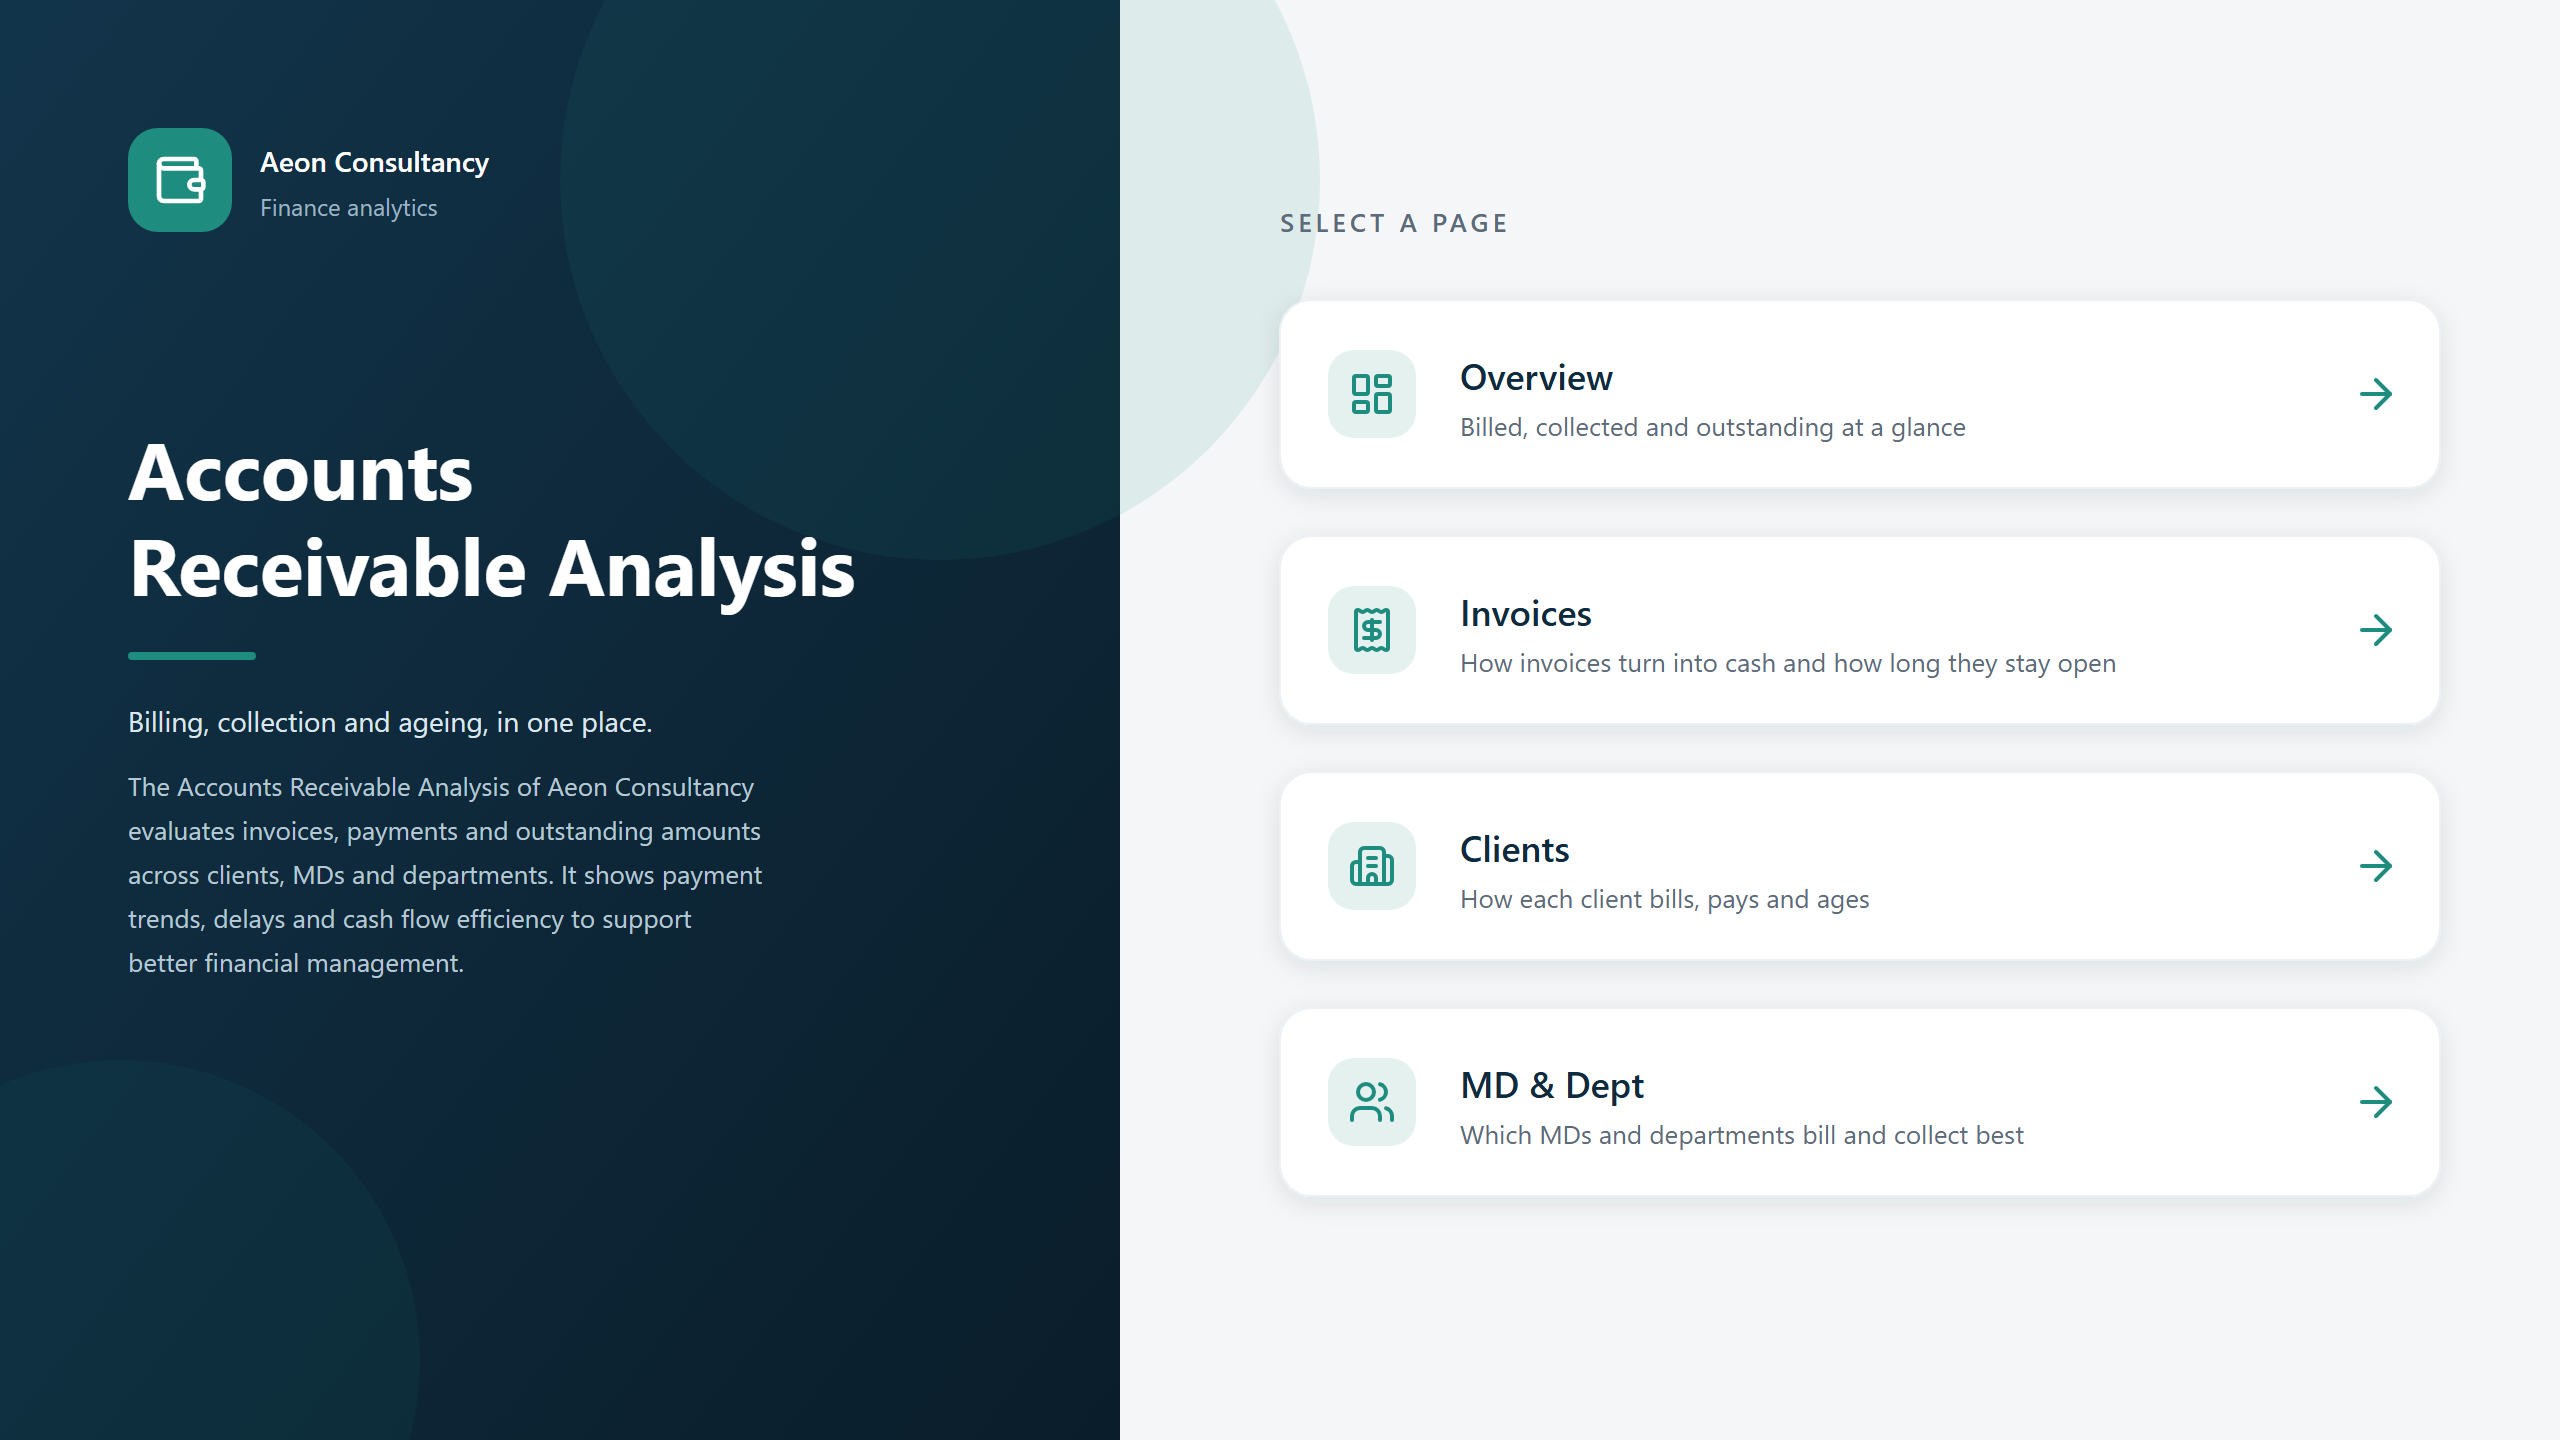 Aeon Consultancy
Finance analytics
Accounts
Receivable Analysis
Billing, collection and ageing, in one place.
The Accounts Receivable Analysis of Aeon Consultancy
evaluates invoices, payments and outstanding amounts
across clients, MDs and departments. It shows payment
trends, delays and cash flow efficiency to support
better financial management.
SELECT A PAGE
Overview
Billed, collected and outstanding at a glance
Invoices
How invoices turn into cash and how long they stay open
Clients
How each client bills, pays and ages
MD & Dept
Which MDs and departments bill and collect best